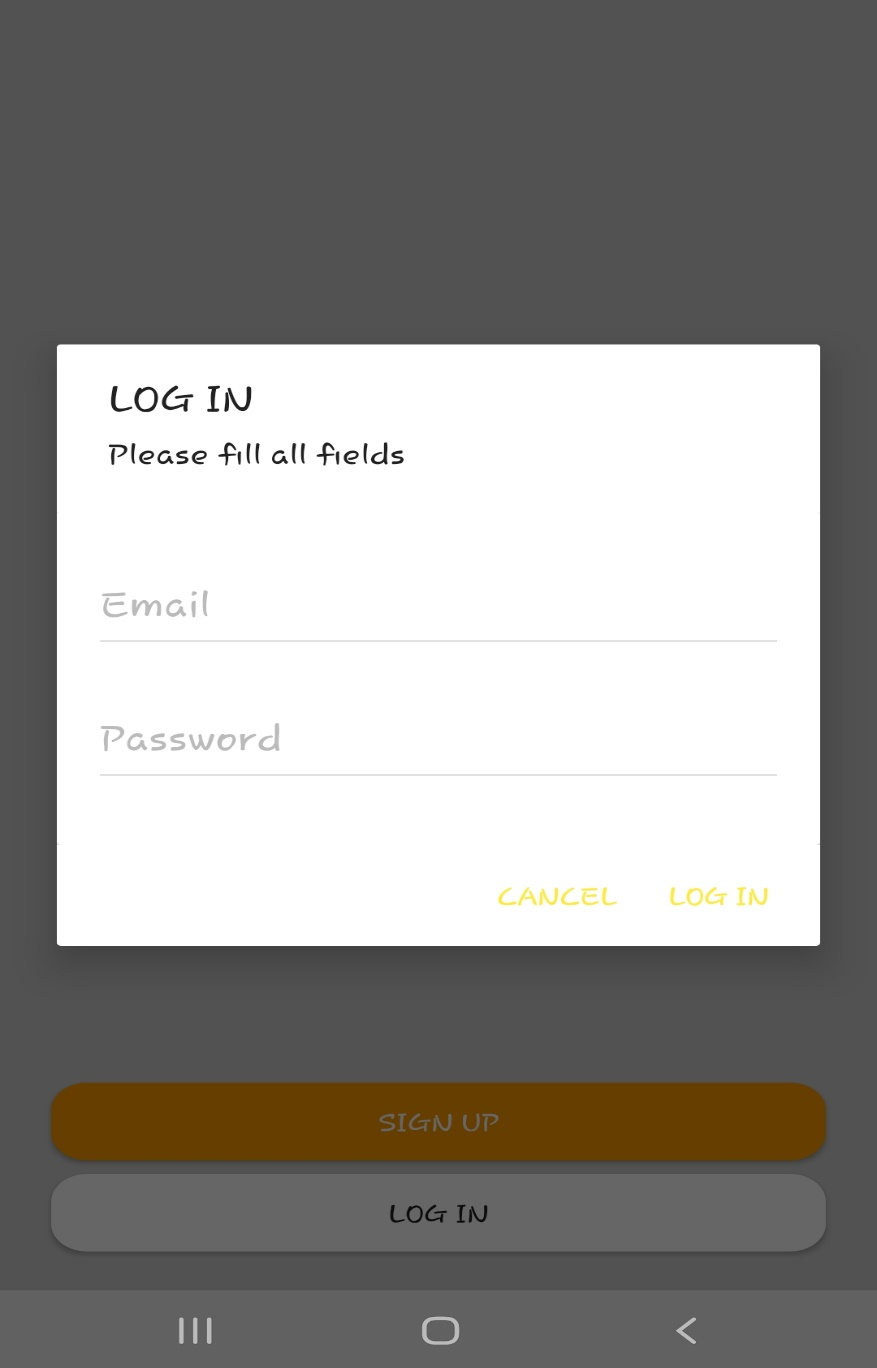 LOG IN
Please fill all fields
Email
Password
CANCEL LOG IN
SIGN UP
LOG IN